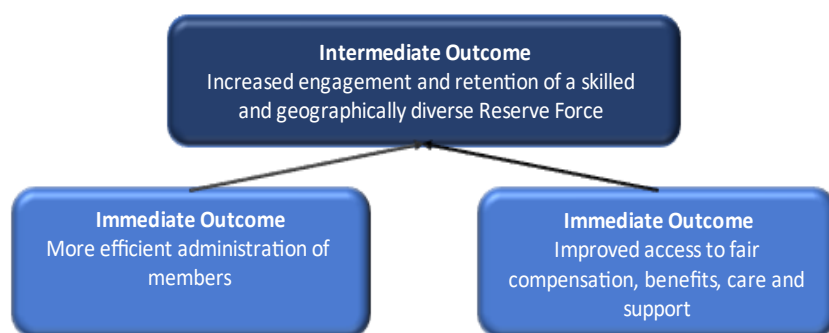 Intermediate Outcome
Increased engagement and retention of a skilled
and geographically diverse Reserve Force
Immediate Outcome
More efficient administration of
members
Immediate Outcome
Improved access to fair
compensation, benefits, care and
support